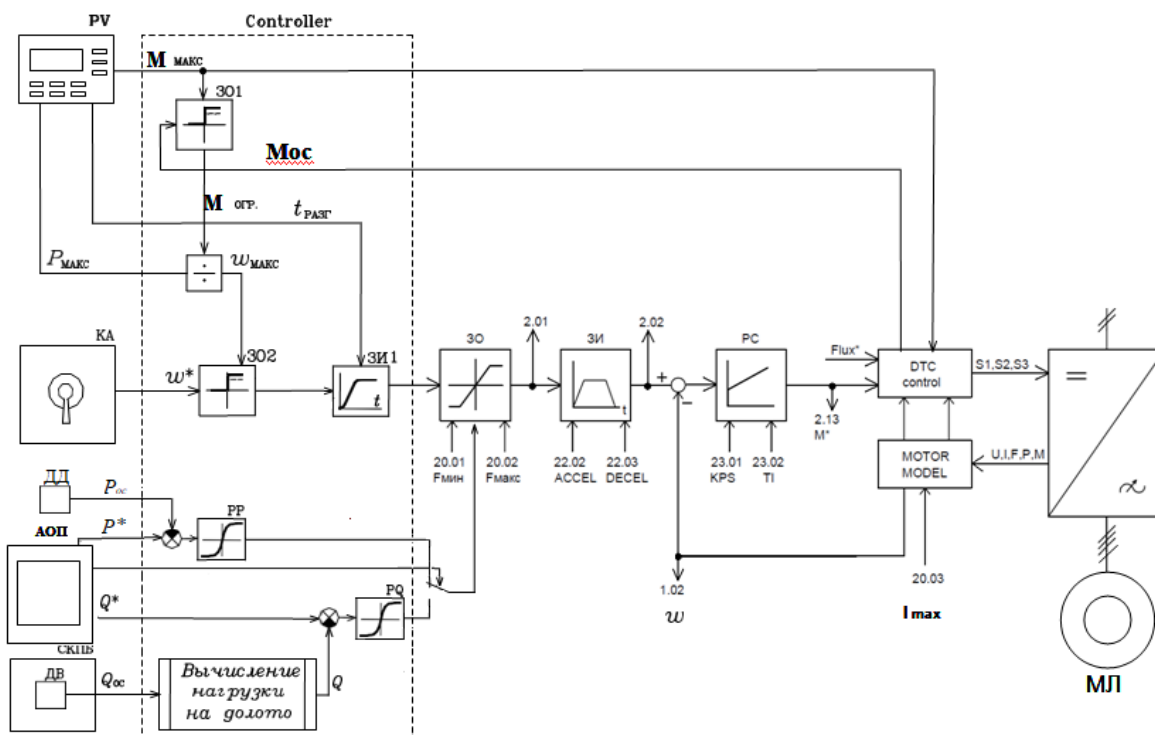 PV
Controller
М МАКС
ЗО1
Мос
М ОГР.
t РАЗГ
P МАКС
w МАКС
÷
КА
w*
ЗО2
ЗИ1
t
ЗО
2.01
ЗИ
t
2.02
+
−
РС
Flux*
DTC
control
S1,S2,S3
=
20.01
Fмин
20.02
Fмакс
22.02
ACCEL
22.03
DECEL
23.01
KPS
23.02
TI
2.13
M*
MOTOR
MODEL
U,I,F,P,M
ДД
Pос
АОП
P*
РР
Q*
PQ
СКПБ
ДВ
Qос
Вычисление
нагрузки
на долото
Q
1.02
w
20.03
I max
МЛ